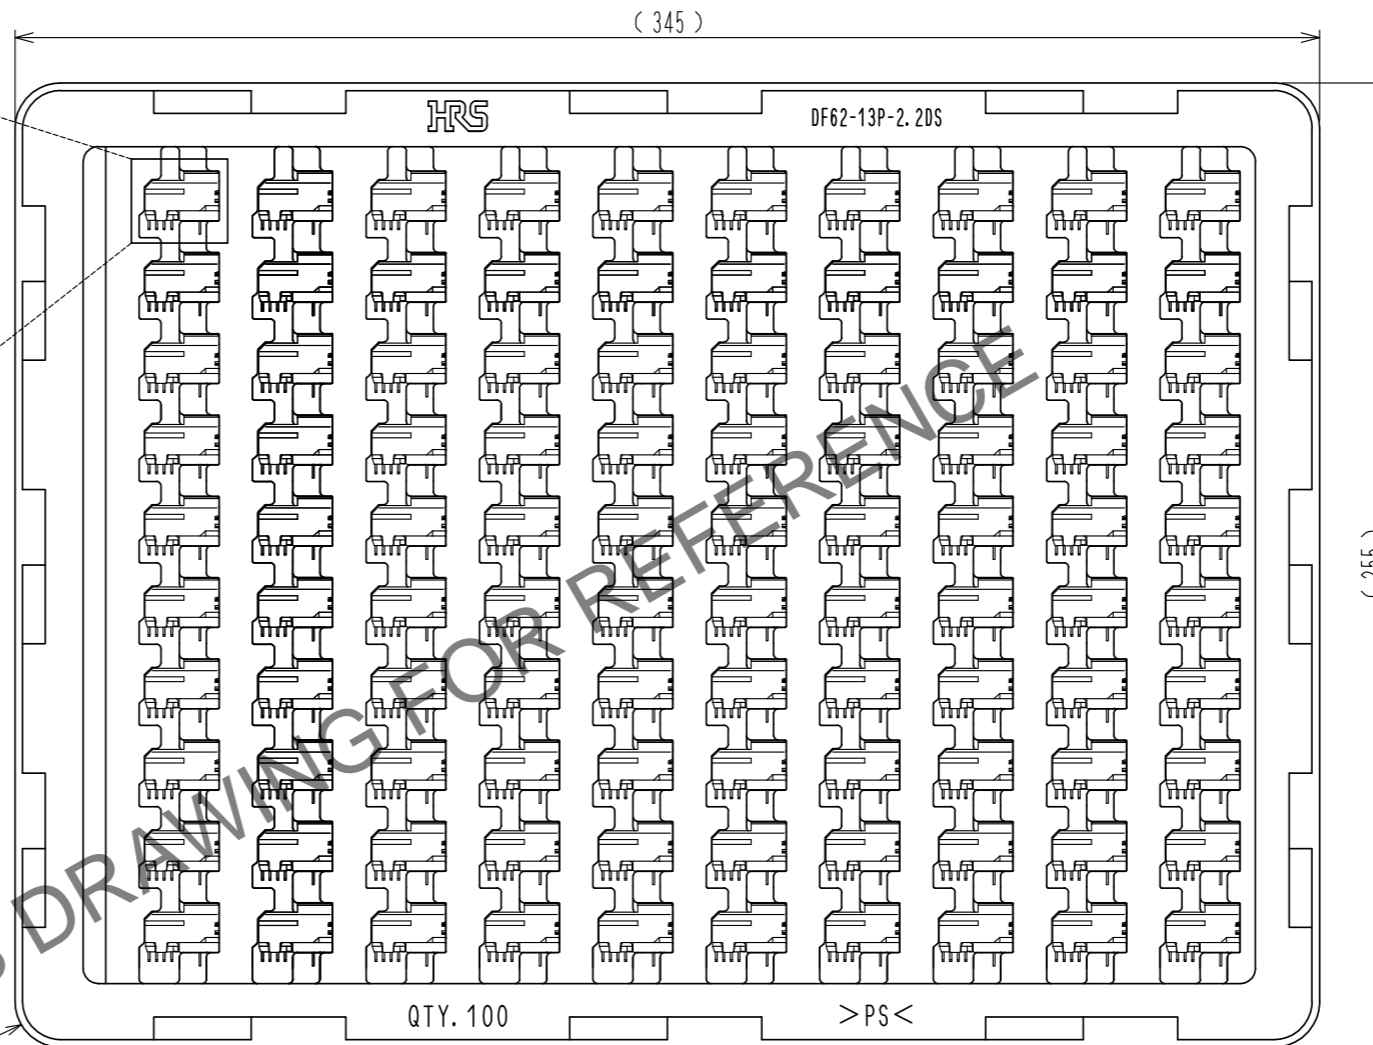 ( 345 )
HRS
DF62-13P-2.2DS
( 255 )
DRAWING FOR REFERENCE
QTY.100
>PS<